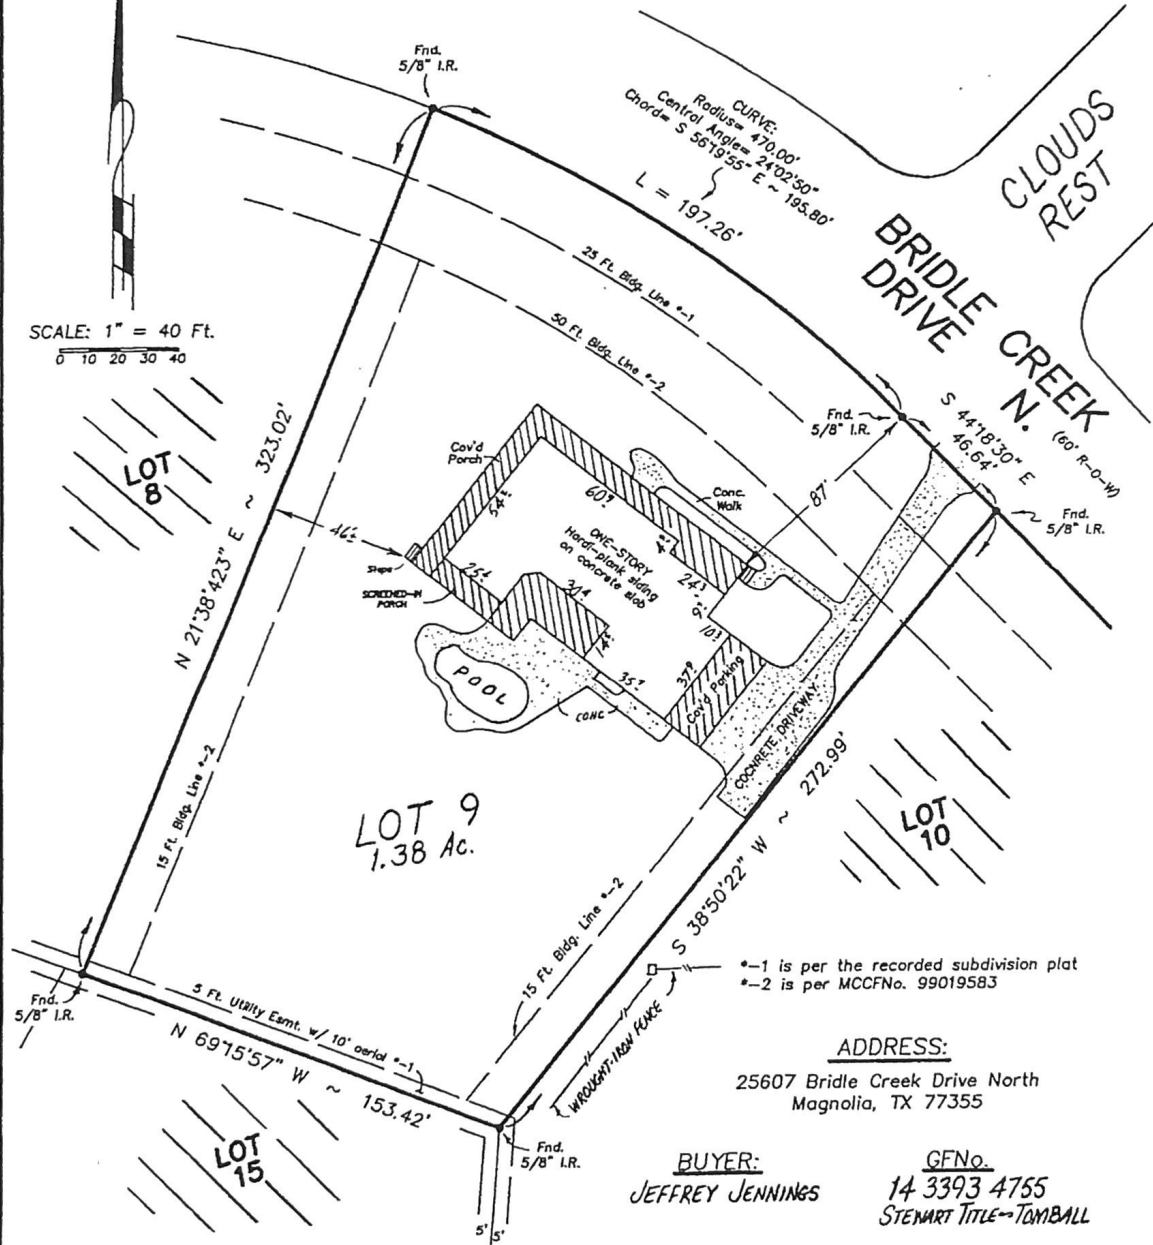 Fnd.
5/8" I.R.
CURVE:
Radius= 470.00'
Central Angle= 24°02'50"
Chord= S 56°19'55" E ~ 195.80'
L = 197.26'
CLOUDS
REST
BRIDLE CREEK
DRIVE N.
(60' R-O-W)
SCALE: 1" = 40 Ft.
0 10 20 30 40
25 Ft. Bldg. Line *-1
50 Ft. Bldg. Line *-2
LOT
8
N 21°38'423" E ~ 323.02'
Fnd.
5/8" I.R.
S 44°18'30" E
46.64'
Fnd.
5/8" I.R.
Cov'd
Porch
Conc.
Walk
87'
ONE-STORY
Hardi-plank siding
on concrete slob
Steps
SCREENED-IN
PORCH
POOL
CONC
Cov'd Parking
COCNRETE DRIVEWAY
15 Ft. Bldg. Line *-2
LOT 9
1.38 Ac.
LOT
10
S 38°50'22" W ~ 272.99'
15 Ft. Bldg. Line *-2
*-1 is per the recorded subdivision plat
*-2 is per MCCFNo. 99019583
WROUGHT-IRON FENCE
Fnd.
5/8" I.R.
5 Ft. Utility Esmt. w/ 10' aerial *-1
N 69°15'57" W ~ 153.42'
LOT
15
Fnd.
5/8" I.R.
5' 5'
ADDRESS:
25607 Bridle Creek Drive North
Magnolia, TX 77355
BUYER:
JEFFREY JENNINGS
GFNo.
14 3393 4755
STEWART TITLE~TOMBALL